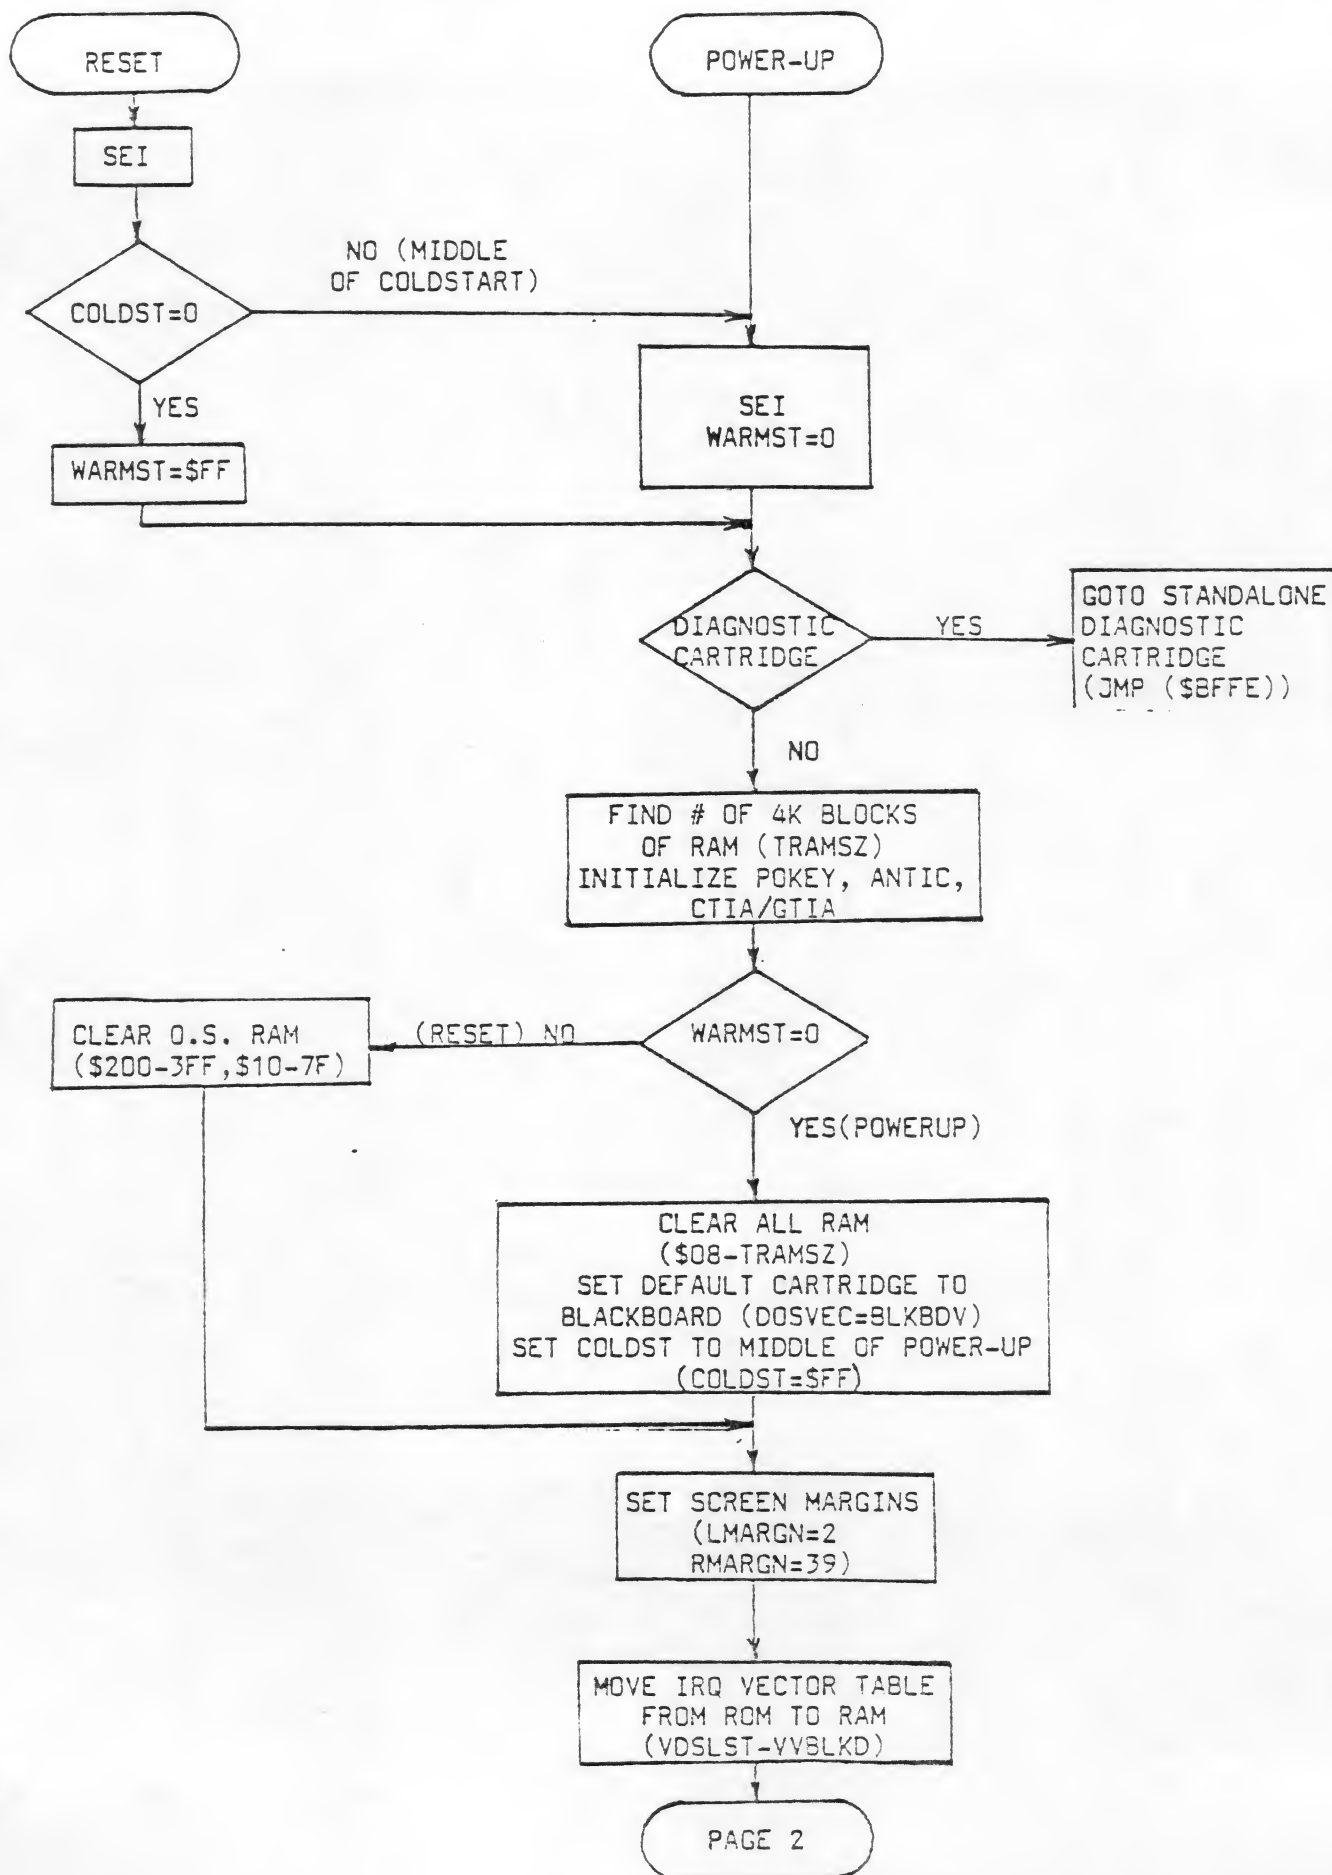 RESET
POWER-UP
SEI
NO (MIDDLE
OF COLDSTART)
COLDST=0
YES
SEI
WARMST=0
WARMST=$FF
DIAGNOSTIC
CARTRIDGE
YES
GOTO STANDALONE
DIAGNOSTIC
CARTRIDGE
(JMP ($BFFE))
NO
FIND # OF 4K BLOCKS
OF RAM (TRAMSZ)
INITIALIZE POKEY, ANTIC,
CTIA/GTIA
CLEAR O.S. RAM
($200-3FF,$10-7F)
(RESET) NO
WARMST=0
YES(POWERUP)
CLEAR ALL RAM
($08-TRAMSZ)
SET DEFAULT CARTRIDGE TO
BLACKBOARD (DOSVEC=BLKBDV)
SET COLDST TO MIDDLE OF POWER-UP
(COLDST=$FF)
SET SCREEN MARGINS
(LMARGN=2
RMARGN=39)
MOVE IRQ VECTOR TABLE
FROM ROM TO RAM
(VDSLST-VVBLKD)
PAGE 2